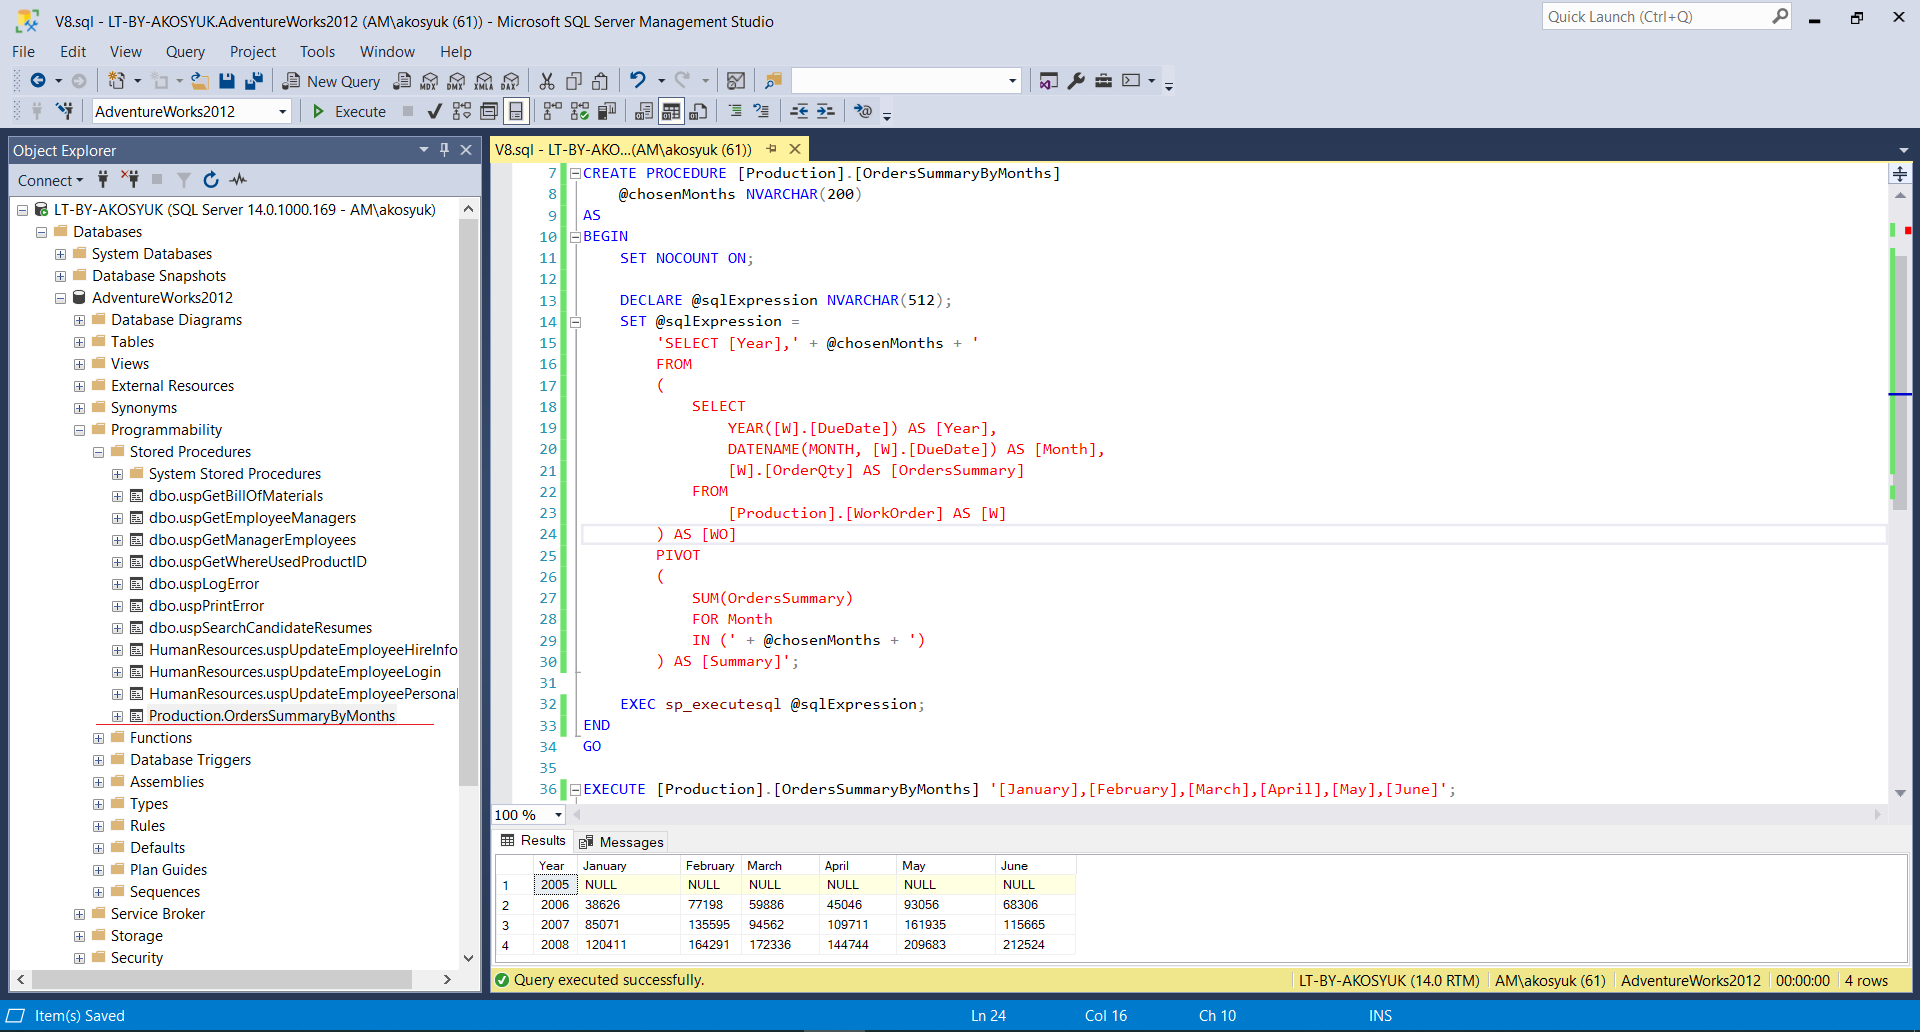 V8.sql - LT-BY-AKOSYUK.AdventureWorks2012 (AM\akosyuk (61)) - Microsoft SQL Server Management Studio
Quick Launch (Ctrl+Q)
File Edit View Query Project Tools Window Help
New Query MDX DMX XMLA DAX
AdventureWorks2012 Execute
Object Explorer
Connect
LT-BY-AKOSYUK (SQL Server 14.0.1000.169 - AM\akosyuk)
Databases
System Databases
Database Snapshots
AdventureWorks2012
Database Diagrams
Tables
Views
External Resources
Synonyms
Programmability
Stored Procedures
System Stored Procedures
dbo.uspGetBillOfMaterials
dbo.uspGetEmployeeManagers
dbo.uspGetManagerEmployees
dbo.uspGetWhereUsedProductID
dbo.uspLogError
dbo.uspPrintError
dbo.uspSearchCandidateResumes
HumanResources.uspUpdateEmployeeHireInfo
HumanResources.uspUpdateEmployeeLogin
HumanResources.uspUpdateEmployeePersonal
Production.OrdersSummaryByMonths
Functions
Database Triggers
Assemblies
Types
Rules
Defaults
Plan Guides
Sequences
Service Broker
Storage
Security
V8.sql - LT-BY-AKO...(AM\akosyuk (61))
7 CREATE PROCEDURE [Production].[OrdersSummaryByMonths]
8 @chosenMonths NVARCHAR(200)
9 AS
10 BEGIN
11 SET NOCOUNT ON;
12
13 DECLARE @sqlExpression NVARCHAR(512);
14 SET @sqlExpression =
15 'SELECT [Year],' + @chosenMonths + '
16 FROM
17 (
18 SELECT
19 YEAR([W].[DueDate]) AS [Year],
20 DATENAME(MONTH, [W].[DueDate]) AS [Month],
21 [W].[OrderQty] AS [OrdersSummary]
22 FROM
23 [Production].[WorkOrder] AS [W]
24 ) AS [WO]
25 PIVOT
26 (
27 SUM(OrdersSummary)
28 FOR Month
29 IN (' + @chosenMonths + ')
30 ) AS [Summary]';
31
32 EXEC sp_executesql @sqlExpression;
33 END
34 GO
35
36 EXECUTE [Production].[OrdersSummaryByMonths] '[January],[February],[March],[April],[May],[June]';
100 %
Results Messages
Year January February March April May June
1 2005 NULL NULL NULL NULL NULL NULL
2 2006 38626 77198 59886 45046 93056 68306
3 2007 85071 135595 94562 109711 161935 115665
4 2008 120411 164291 172336 144744 209683 212524
Query executed successfully. LT-BY-AKOSYUK (14.0 RTM) AM\akosyuk (61) AdventureWorks2012 00:00:00 4 rows
Item(s) Saved Ln 24 Col 16 Ch 10 INS